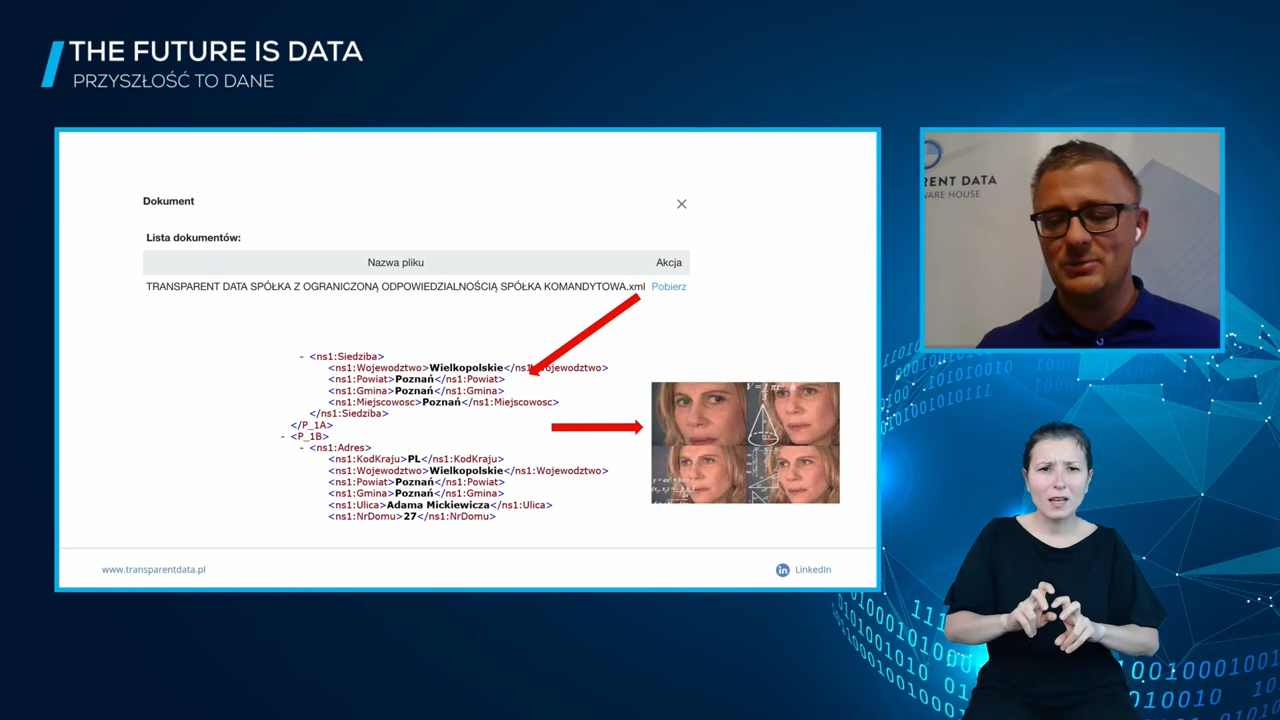 THE FUTURE IS DATA
PRZYSZŁOŚĆ TO DANE
Dokument
Lista dokumentów:
Nazwa pliku Akcja
TRANSPARENT DATA SPÓŁKA Z OGRANICZONĄ ODPOWIEDZIALNOŚCIĄ SPÓŁKA KOMANDYTOWA.xml Pobierz
- <ns1:Siedziba>
<ns1:Wojewodztwo>Wielkopolskie</ns1:Wojewodztwo>
<ns1:Powiat>Poznań</ns1:Powiat>
<ns1:Gmina>Poznań</ns1:Gmina>
<ns1:Miejscowosc>Poznań</ns1:Miejscowosc>
</ns1:Siedziba>
</P_1A>
- <P_1B>
- <ns1:Adres>
<ns1:KodKraju>PL</ns1:KodKraju>
<ns1:Wojewodztwo>Wielkopolskie</ns1:Wojewodztwo>
<ns1:Powiat>Poznań</ns1:Powiat>
<ns1:Gmina>Poznań</ns1:Gmina>
<ns1:Ulica>Adama Mickiewicza</ns1:Ulica>
<ns1:NrDomu>27</ns1:NrDomu>
www.transparentdata.pl
in LinkedIn
RENT DATA
WARE HOUSE